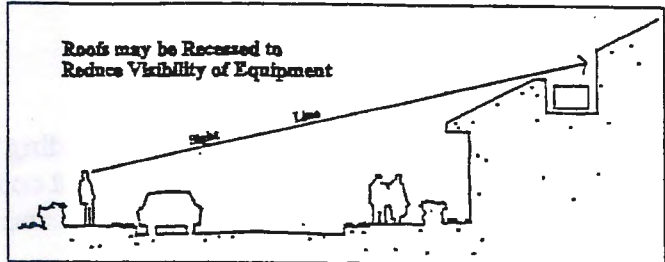 Roofs may be Recessed to
Reduce Visibility of Equipment
Sight Line